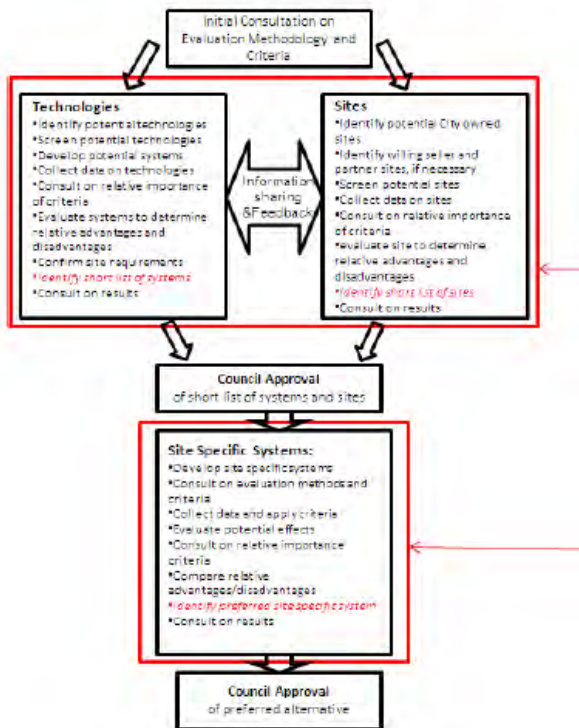 Initial Consultation on
Evaluation Methodology and
Criteria
Technologies
•Identify potential technologies
•Screen potential technologies
•Develop potential systems
•Collect data on technologies
•Consult on relative importance
of criteria
•Evaluate systems to determine
relative advantages and
disadvantages
•Confirm site requirements
•Identify short list of systems
•Consult on results
Information
sharing
&Feedback
Sites
•Identify potential City owned
sites
•Identify willing seller and
partner sites, if necessary
•Screen potential sites
•Collect data on sites
•Consult on relative importance
of criteria
•evaluate site to determine
relative advantages and
disadvantages
•Identify short list of sites
•Consult on results
Council Approval
of short list of systems and sites
Site Specific Systems:
•Develop site specific systems
•Consult on evaluation methods and
criteria
•Collect data and apply criteria
•Evaluate potential effects
•Consult on relative importance
criteria
•Compare relative
advantages/disadvantages
•Identify preferred site specific system
•Consult on results
Council Approval
of preferred alternative